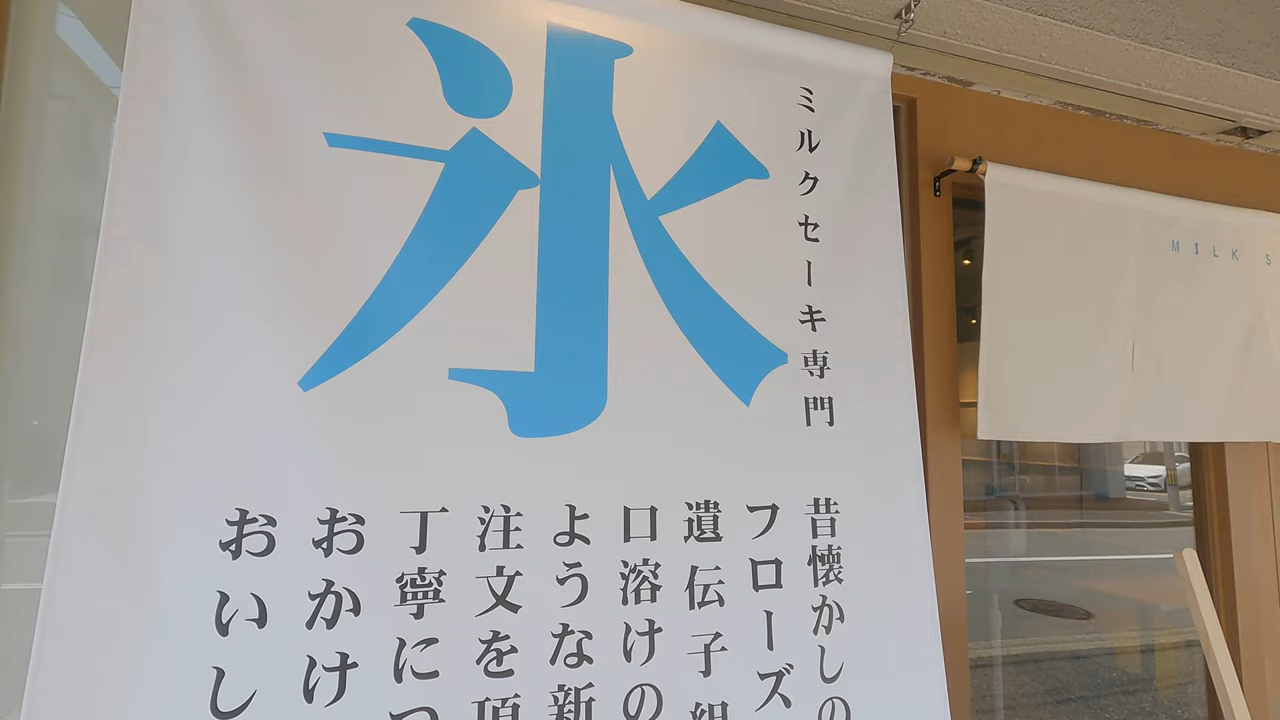 氷
ミルクセーキ専門
昔懐かしの
フローズ
遺伝子組
口溶けの
ような新
注文を頂
丁寧につ
おかけ
おいし
MILK S